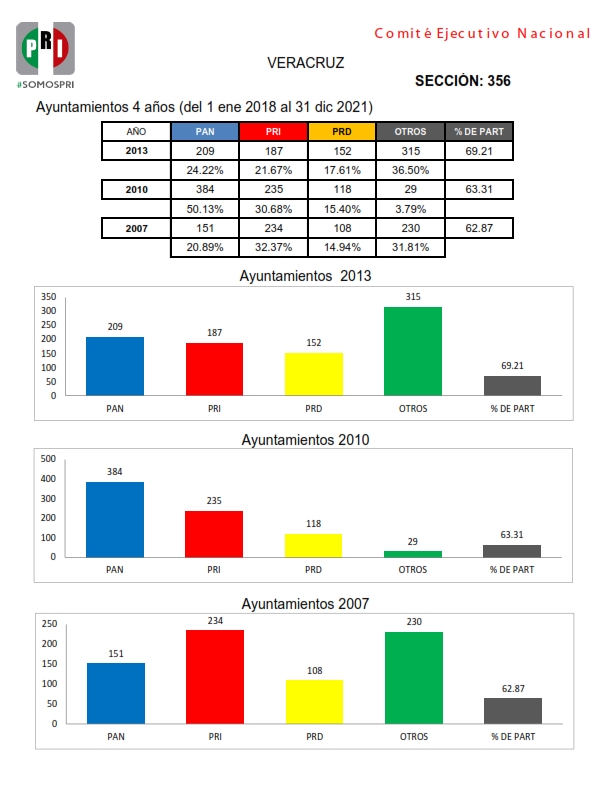 Comité Ejecutivo Nacional
PRI
#SOMOSPRI
VERACRUZ
SECCIÓN: 356
Ayuntamientos 4 años (del 1 ene 2018 al 31 dic 2021)
AÑO PAN PRI PRD OTROS % DE PART
2013 209 187 152 315 69.21
24.22% 21.67% 17.61% 36.50%
2010 384 235 118 29 63.31
50.13% 30.68% 15.40% 3.79%
2007 151 234 108 230 62.87
20.89% 32.37% 14.94% 31.81%
Ayuntamientos 2013
350
300
250
200
150
100
50
0
209 187 152 315 69.21
PAN PRI PRD OTROS % DE PART
Ayuntamientos 2010
500
400
300
200
100
0
384 235 118 29 63.31
PAN PRI PRD OTROS % DE PART
Ayuntamientos 2007
250
200
150
100
50
0
151 234 108 230 62.87
PAN PRI PRD OTROS % DE PART